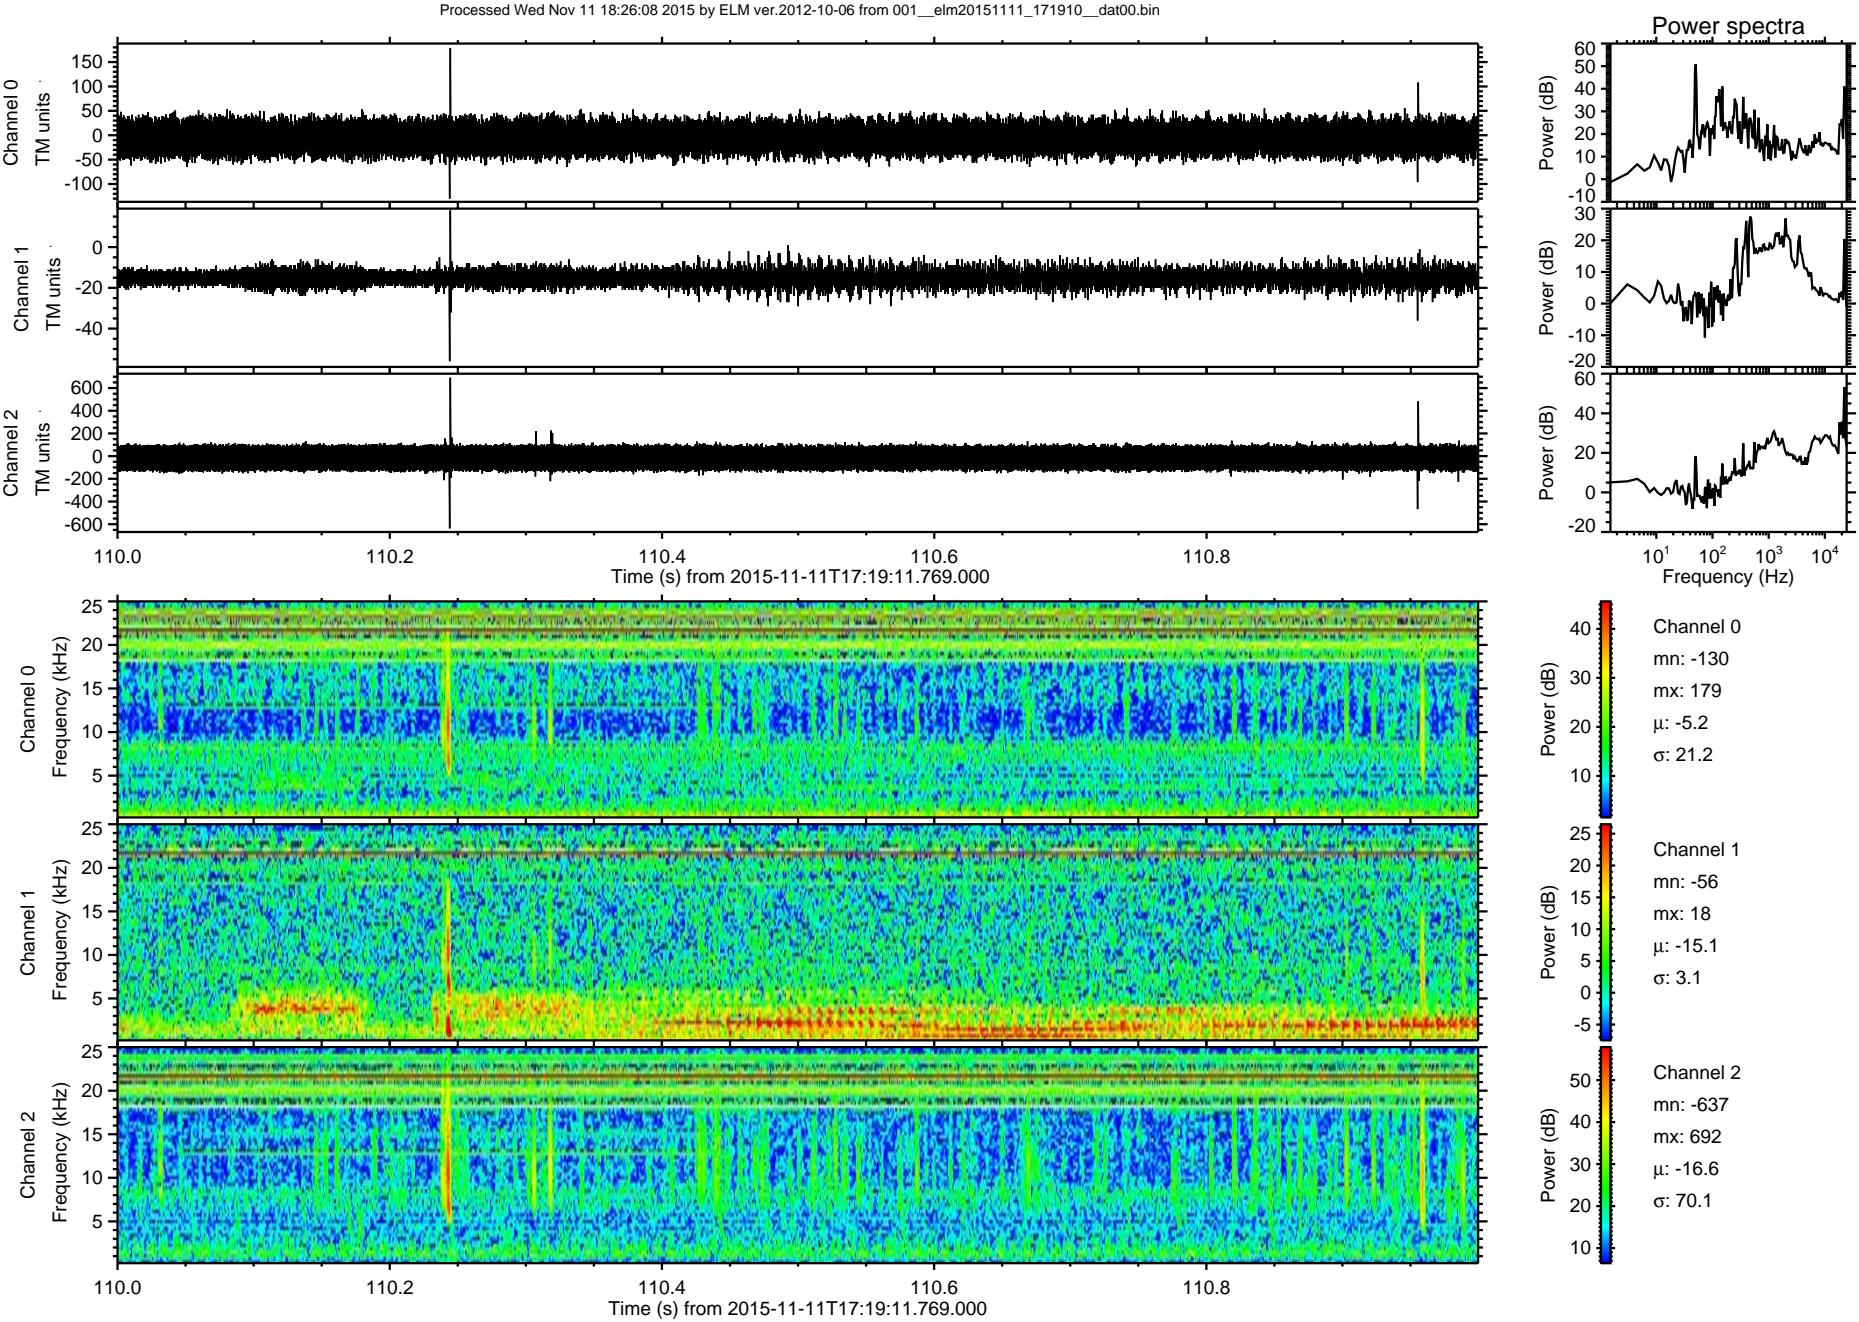 Processed Wed Nov 11 18:26:08 2015 by ELM ver.2012-10-06 from 001__elm20151111_171910__dat00.bin
Power spectra
Channel 0
TM units
150
100
50
0
-50
-100
Power (dB)
60
50
40
30
20
10
0
-10
Channel 1
TM units
0
-20
-40
Power (dB)
30
20
10
0
-10
-20
Channel 2
TM units
600
400
200
0
-200
-400
-600
Power (dB)
60
40
20
0
-20
110.0 110.2 110.4 110.6 110.8
Time (s) from 2015-11-11T17:19:11.769.000
10¹ 10² 10³ 10⁴
Frequency (Hz)
Channel 0
Frequency (kHz)
25
20
15
10
5
Power (dB)
40
30
20
10
Channel 0
mn: -130
mx: 179
μ: -5.2
σ: 21.2
Channel 1
Frequency (kHz)
25
20
15
10
5
Power (dB)
25
20
15
10
5
0
-5
Channel 1
mn: -56
mx: 18
μ: -15.1
σ: 3.1
Channel 2
Frequency (kHz)
25
20
15
10
5
Power (dB)
50
40
30
20
10
Channel 2
mn: -637
mx: 692
μ: -16.6
σ: 70.1
110.0 110.2 110.4 110.6 110.8
Time (s) from 2015-11-11T17:19:11.769.000